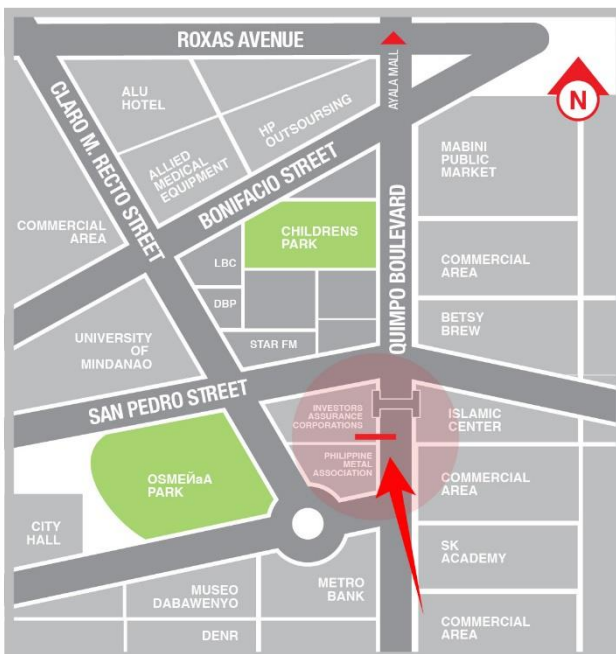 ROXAS AVENUE
AYALA MALL
N
ALU
HOTEL
HP
OUTSOURSING
CLARO M. RECTO STREET
ALLIED
MEDICAL
EQUIPMENT
BONIFACIO STREET
MABINI
PUBLIC
MARKET
COMMERCIAL
AREA
CHILDRENS
PARK
QUIMPO BOULEVARD
LBC
COMMERCIAL
AREA
DBP
UNIVERSITY
OF
MINDANAO
STAR FM
BETSY
BREW
SAN PEDRO STREET
INVESTORS
ASSURANCE
CORPORATIONS
ISLAMIC
CENTER
PHILIPPINE
METAL
ASSOCIATION
OSMEЙaA
PARK
COMMERCIAL
AREA
CITY
HALL
SK
ACADEMY
MUSEO
DABAWENYO
METRO
BANK
DENR
COMMERCIAL
AREA